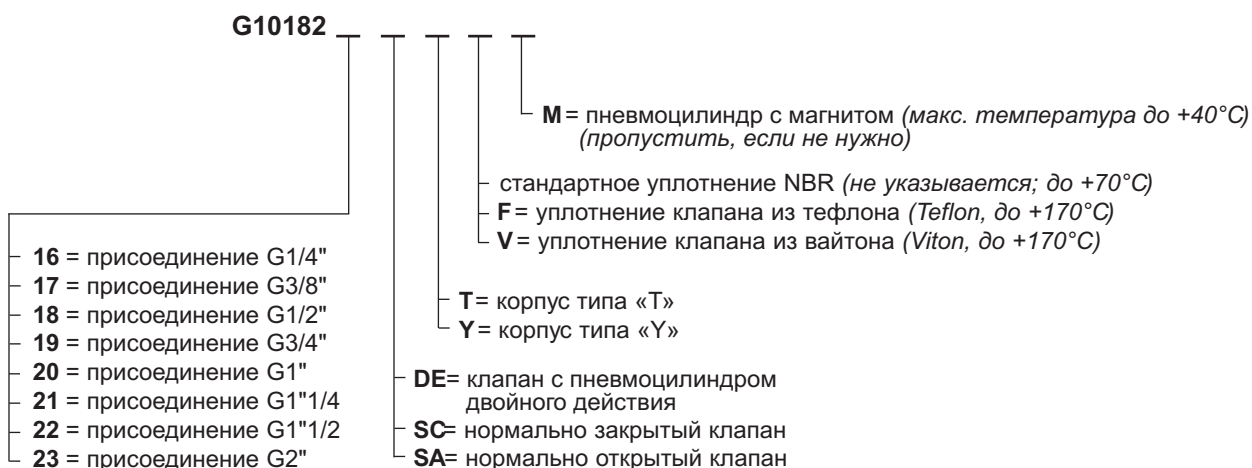 G10182
M = пневмоцилиндр с магнитом (макс. температура до +40°С)
(пропустить, если не нужно)
стандартное уплотнение NBR (не указывается; до +70°С)
F = уплотнение клапана из тефлона (Teflon, до +170°С)
V = уплотнение клапана из вайтона (Viton, до +170°С)
16 = присоединение G1/4"
17 = присоединение G3/8"
18 = присоединение G1/2"
19 = присоединение G3/4"
20 = присоединение G1"
21 = присоединение G1"1/4
22 = присоединение G1"1/2
23 = присоединение G2"
T = корпус типа «Т»
Y = корпус типа «Y»
DE= клапан с пневмоцилиндром
двойного действия
SC= нормально закрытый клапан
SA= нормально открытый клапан